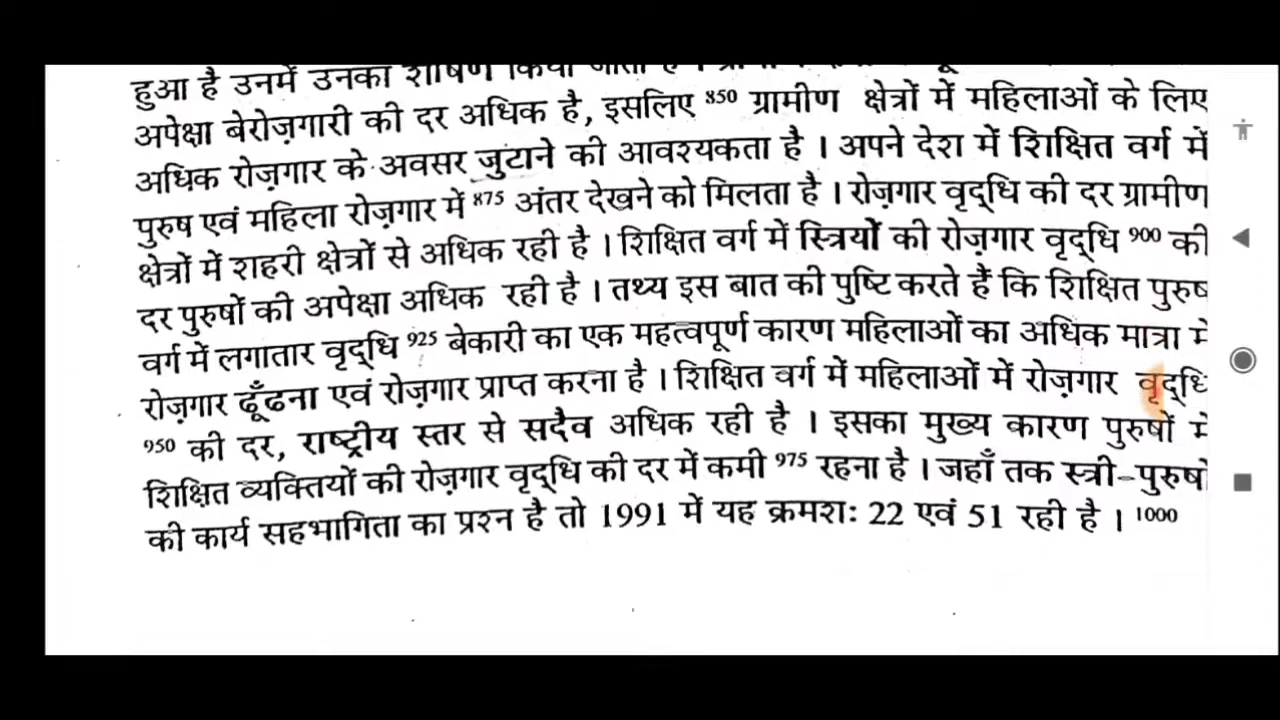 हुआ है उनमें उनका शोषण किया जाता है ।
अपेक्षा बेरोज़गारी की दर अधिक है, इसलिए 850 ग्रामीण क्षेत्रों में महिलाओं के लिए
अधिक रोज़गार के अवसर जुटाने की आवश्यकता है । अपने देश में शिक्षित वर्ग में
पुरुष एवं महिला रोज़गार में 875 अंतर देखने को मिलता है । रोज़गार वृद्धि की दर ग्रामीण
क्षेत्रों में शहरी क्षेत्रों से अधिक रही है । शिक्षित वर्ग में स्त्रियों की रोज़गार वृद्धि 900 की
दर पुरुषों की अपेक्षा अधिक रही है । तथ्य इस बात की पुष्टि करते हैं कि शिक्षित पुरुष
वर्ग में लगातार वृद्धि 925 बेकारी का एक महत्वपूर्ण कारण महिलाओं का अधिक मात्रा में
रोज़गार ढूँढना एवं रोज़गार प्राप्त करना है । शिक्षित वर्ग में महिलाओं में रोज़गार वृद्धि
950 की दर, राष्ट्रीय स्तर से सदैव अधिक रही है । इसका मुख्य कारण पुरुषों में
शिक्षित व्यक्तियों की रोज़गार वृद्धि की दर में कमी 975 रहना है । जहाँ तक स्त्री-पुरुषों
की कार्य सहभागिता का प्रश्न है तो 1991 में यह क्रमशः 22 एवं 51 रही है । 1000